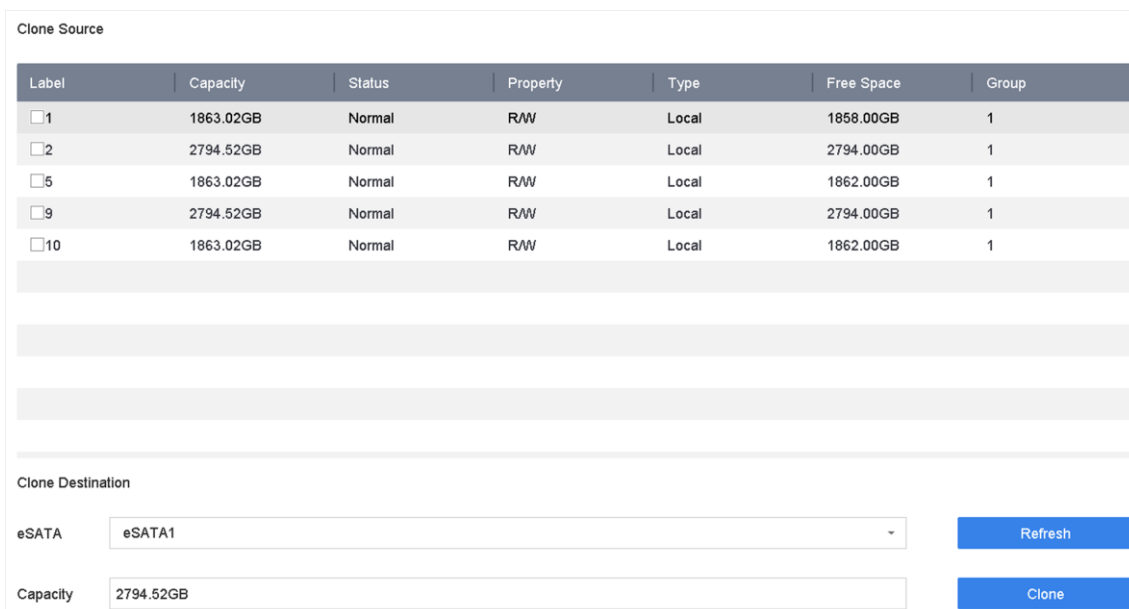 Clone Source
Label Capacity Status Property Type Free Space Group
1 1863.02GB Normal R/W Local 1858.00GB 1
2 2794.52GB Normal R/W Local 2794.00GB 1
5 1863.02GB Normal R/W Local 1862.00GB 1
9 2794.52GB Normal R/W Local 2794.00GB 1
10 1863.02GB Normal R/W Local 1862.00GB 1
Clone Destination
eSATA eSATA1 Refresh
Capacity 2794.52GB Clone